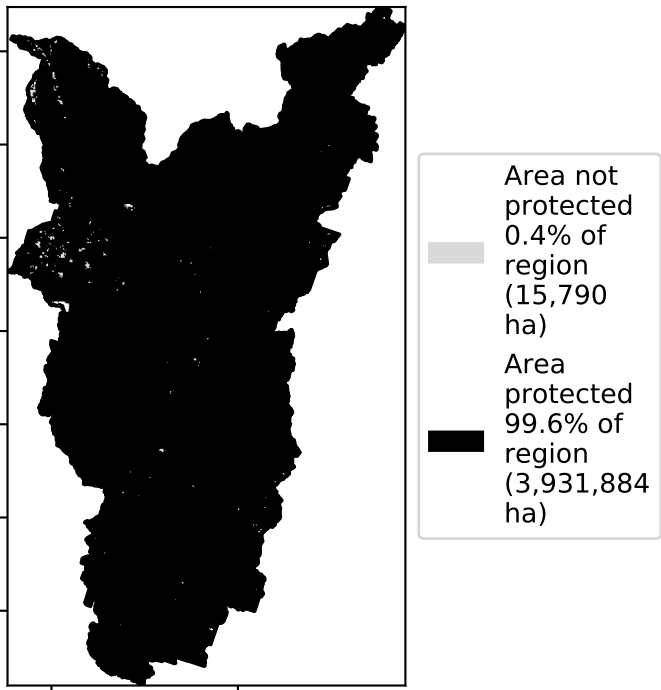 Area not
protected
0.4% of
region
(15,790
ha)
Area
protected
99.6% of
region
(3,931,884
ha)